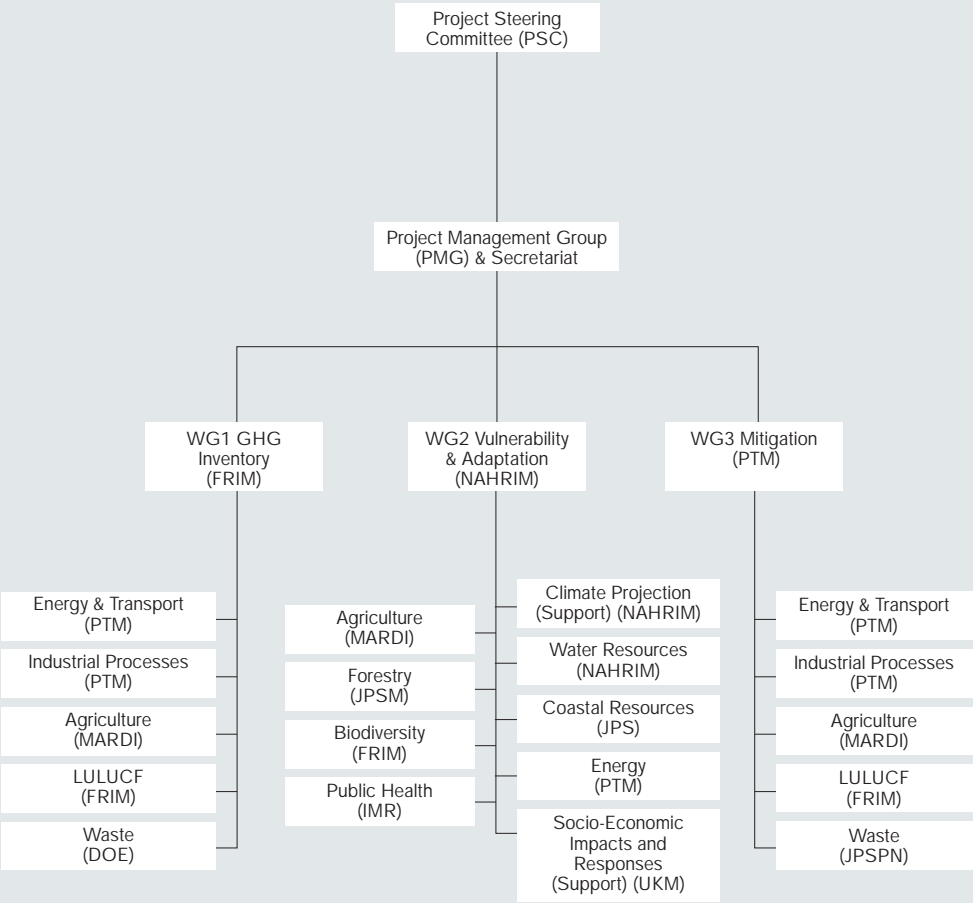 Project Steering
Committee (PSC)
Project Management Group
(PMG) & Secretariat
WG1 GHG
Inventory
(FRIM)
WG2 Vulnerability
& Adaptation
(NAHRIM)
WG3 Mitigation
(PTM)
Energy & Transport
(PTM)
Industrial Processes
(PTM)
Agriculture
(MARDI)
LULUCF
(FRIM)
Waste
(DOE)
Agriculture
(MARDI)
Forestry
(JPSM)
Biodiversity
(FRIM)
Public Health
(IMR)
Climate Projection
(Support) (NAHRIM)
Water Resources
(NAHRIM)
Coastal Resources
(JPS)
Energy
(PTM)
Socio-Economic
Impacts and
Responses
(Support) (UKM)
Energy & Transport
(PTM)
Industrial Processes
(PTM)
Agriculture
(MARDI)
LULUCF
(FRIM)
Waste
(JPSPN)